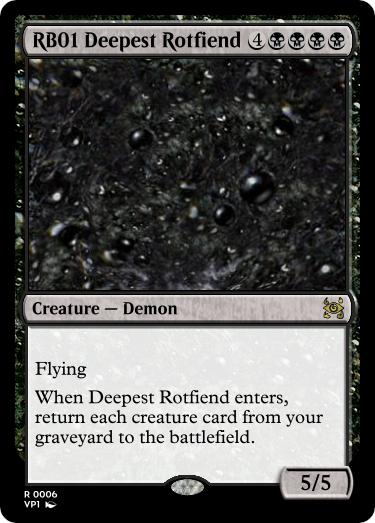 RB01 Deepest Rotfiend 4
Creature — Demon
Flying
When Deepest Rotfiend enters,
return each creature card from your
graveyard to the battlefield.
5/5
R 0006
VP1